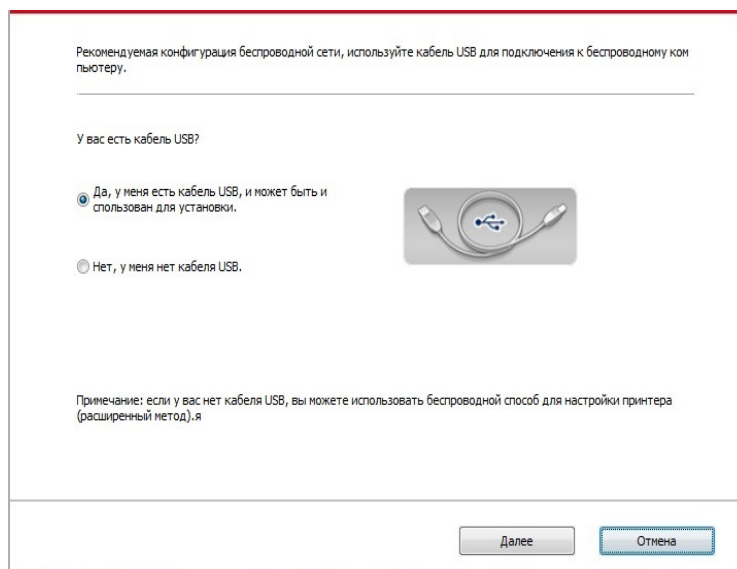 Рекомендуемая конфигурация беспроводной сети, используйте кабель USB для подключения к беспроводному ком
пьютеру.
У вас есть кабель USB?
Да, у меня есть кабель USB, и может быть и
спользован для установки.
Нет, у меня нет кабеля USB.
Примечание: если у вас нет кабеля USB, вы можете использовать беспроводной способ для настройки принтера
(расширенный метод).я
Далее
Отмена